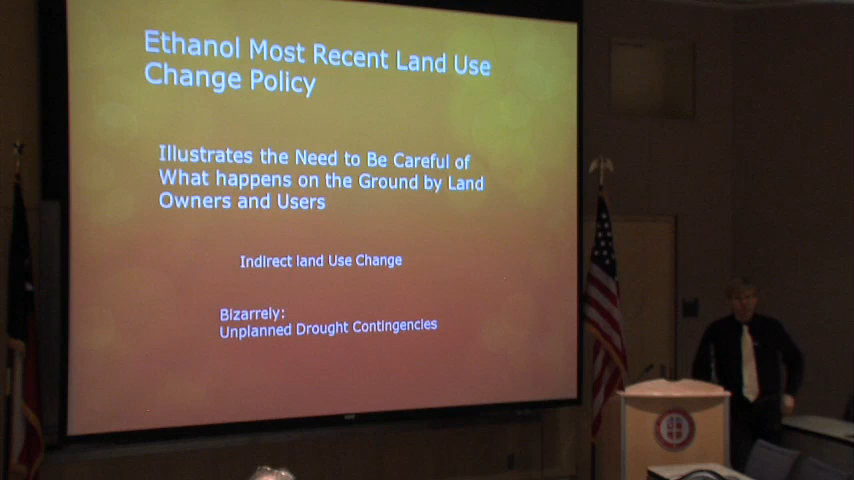 Ethanol Most Recent Land Use
Change Policy
Illustrates the Need to Be Careful of
What happens on the Ground by Land
Owners and Users
Indirect land Use Change
Bizarrely:
Unplanned Drought Contingencies